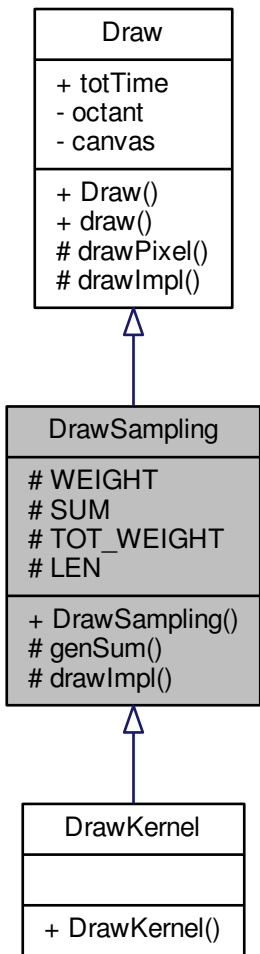 Draw
+ totTime
- octant
- canvas
+ Draw()
+ draw()
# drawPixel()
# drawImpl()
DrawSampling
# WEIGHT
# SUM
# TOT_WEIGHT
# LEN
+ DrawSampling()
# genSum()
# drawImpl()
DrawKernel
+ DrawKernel()